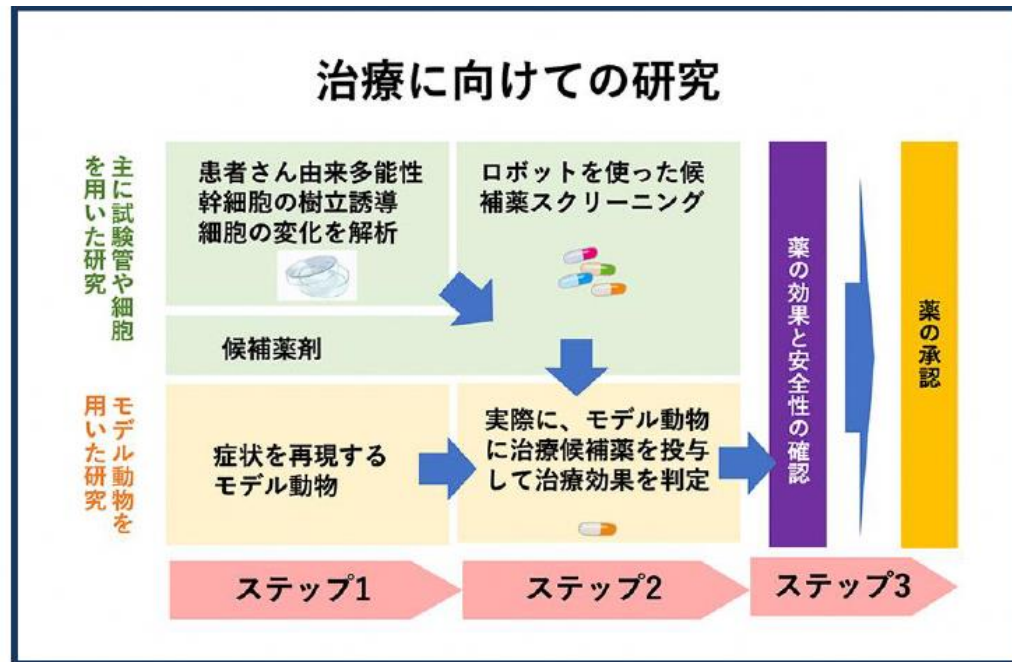 治療に向けての研究
主に試験管や細胞
を用いた研究
患者さん由来多能性
幹細胞の樹立誘導
細胞の変化を解析
ロボットを使った候
補薬スクリーニング
候補薬剤
モデル動物を
用いた研究
症状を再現する
モデル動物
実際に、モデル動物
に治療候補薬を投与
して治療効果を判定
薬の効果と安全性の確認
薬の承認
ステップ1
ステップ2
ステップ3